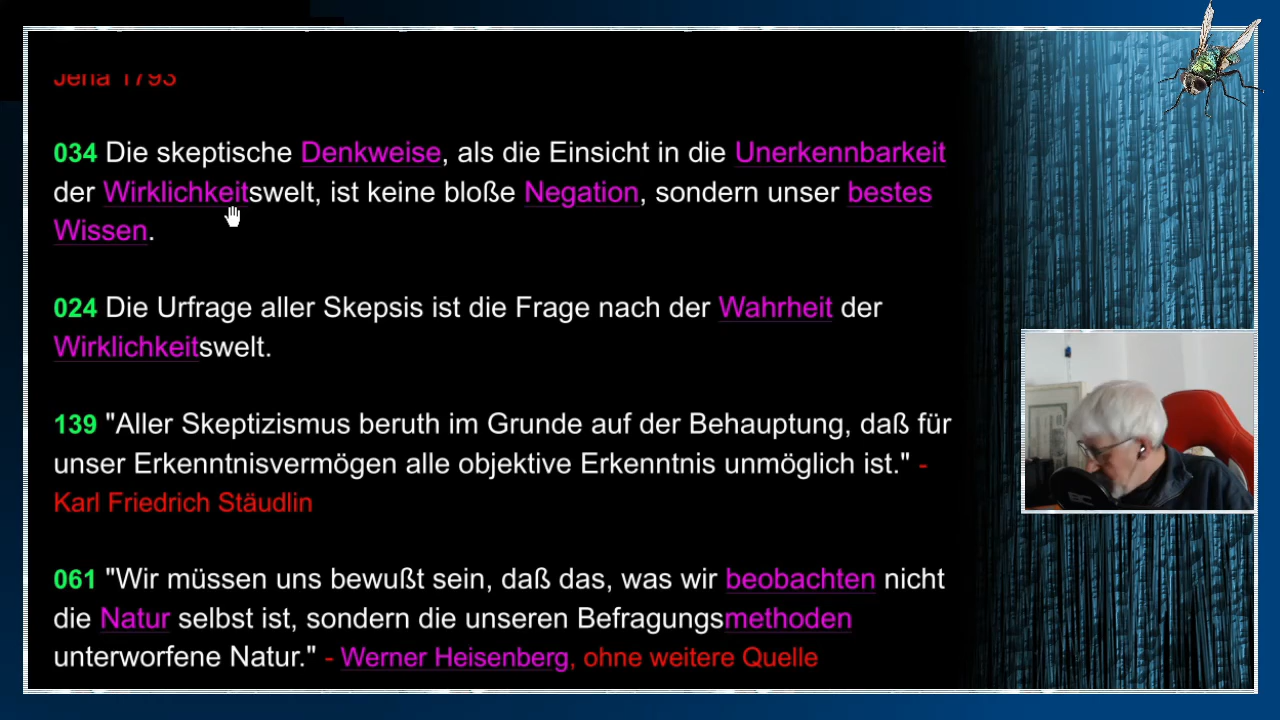 Jena 1793
034 Die skeptische Denkweise, als die Einsicht in die Unerkennbarkeit
der Wirklichkeitswelt, ist keine bloße Negation, sondern unser bestes
Wissen.
024 Die Urfrage aller Skepsis ist die Frage nach der Wahrheit der
Wirklichkeitswelt.
139 "Aller Skeptizismus beruth im Grunde auf der Behauptung, daß für
unser Erkenntnisvermögen alle objektive Erkenntnis unmöglich ist." -
Karl Friedrich Stäudlin
061 "Wir müssen uns bewußt sein, daß das, was wir beobachten nicht
die Natur selbst ist, sondern die unseren Befragungsmethoden
unterworfene Natur." - Werner Heisenberg, ohne weitere Quelle